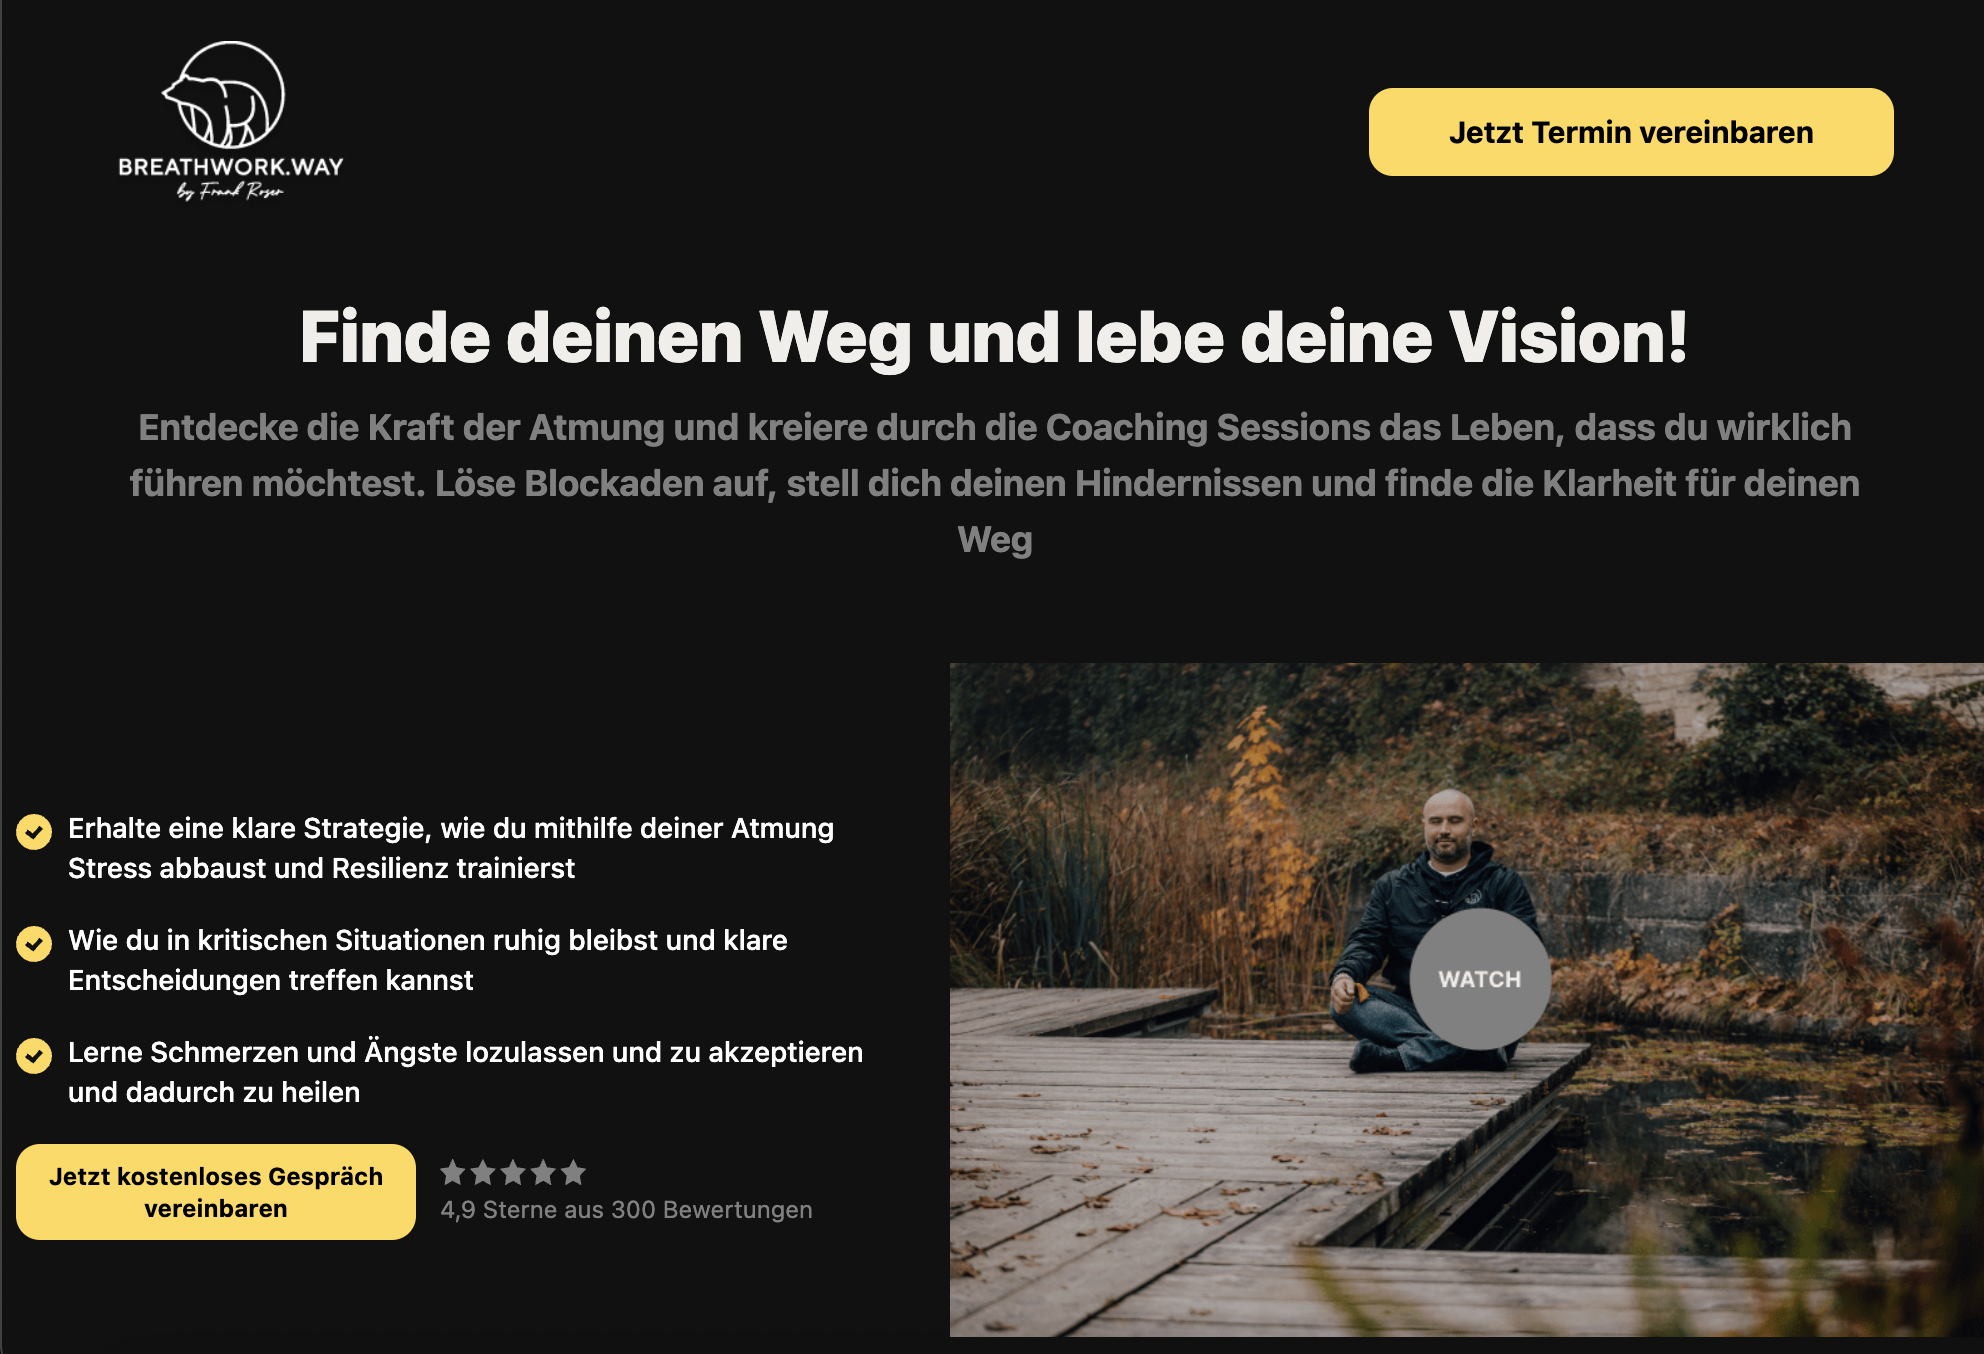 BREATHWORK.WAY
by Frank Roser
Jetzt Termin vereinbaren
Finde deinen Weg und lebe deine Vision!
Entdecke die Kraft der Atmung und kreiere durch die Coaching Sessions das Leben, dass du wirklich
führen möchtest. Löse Blockaden auf, stell dich deinen Hindernissen und finde die Klarheit für deinen
Weg
Erhalte eine klare Strategie, wie du mithilfe deiner Atmung
Stress abbaust und Resilienz trainierst
Wie du in kritischen Situationen ruhig bleibst und klare
Entscheidungen treffen kannst
Lerne Schmerzen und Ängste lozulassen und zu akzeptieren
und dadurch zu heilen
Jetzt kostenloses Gespräch
vereinbaren
4,9 Sterne aus 300 Bewertungen
WATCH